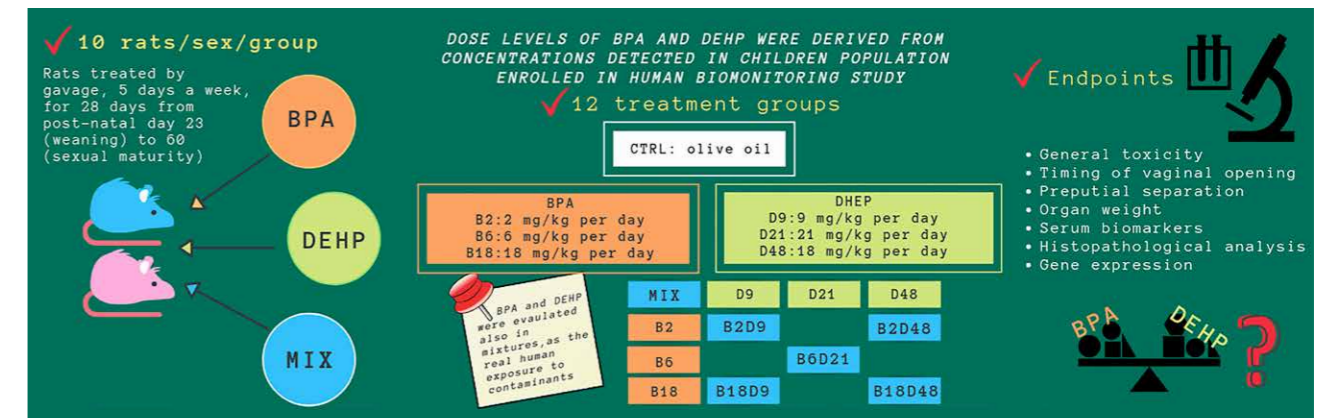 10 rats/sex/group
Rats treated by
gavage, 5 days a week,
for 28 days from
post-natal day 23
(weaning) to 60
(sexual maturity)
BPA
DEHP
MIX
DOSE LEVELS OF BPA AND DEHP WERE DERIVED FROM
CONCENTRATIONS DETECTED IN CHILDREN POPULATION
ENROLLED IN HUMAN BIOMONITORING STUDY
12 treatment groups
CTRL: olive oil
BPA
B2:2 mg/kg per day
B6:6 mg/kg per day
B18:18 mg/kg per day
DHEP
D9:9 mg/kg per day
D21:21 mg/kg per day
D48:18 mg/kg per day
BPA and DEHP
were evaulated
also in
mixtures,as the
real human
exposure to
contaminants
MIX D9 D21 D48
B2 B2D9 B2D48
B6 B6D21
B18 B18D9 B18D48
Endpoints
• General toxicity
• Timing of vaginal opening
• Preputial separation
• Organ weight
• Serum biomarkers
• Histopathological analysis
• Gene expression
BPA DEHP ?